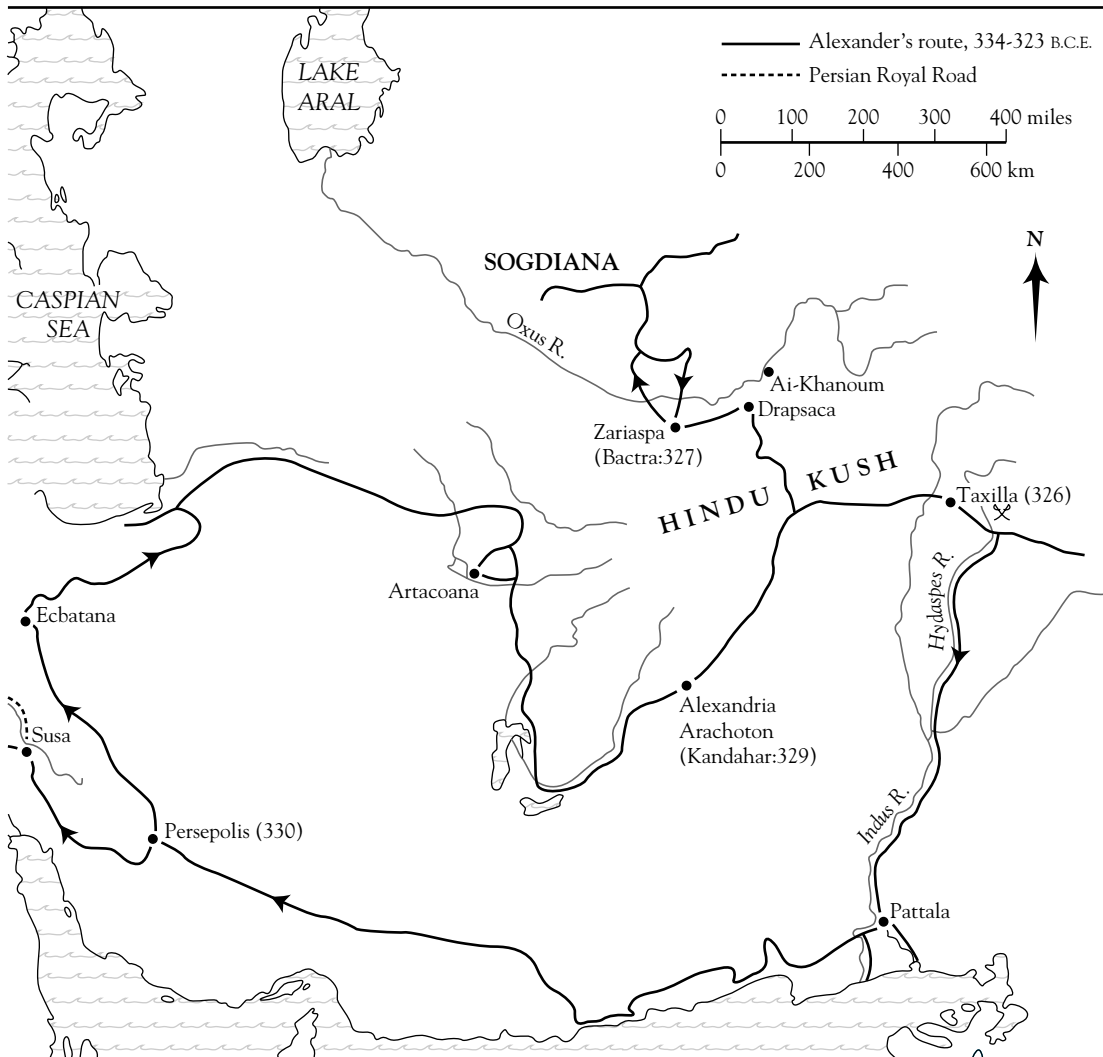 Alexander's route, 334-323 B.C.E.
Persian Royal Road
0 100 200 300 400 miles
0 200 400 600 km
N
LAKE
ARAL
CASPIAN
SEA
SOGDIANA
Oxus R.
Ai-Khanoum
Drapsaca
Zariaspa
(Bactra:327)
HINDU KUSH
Taxilla (326)
Hydaspes R.
Artacoana
Ecbatana
Alexandria
Arachoton
(Kandahar:329)
Susa
Persepolis (330)
Indus R.
Pattala